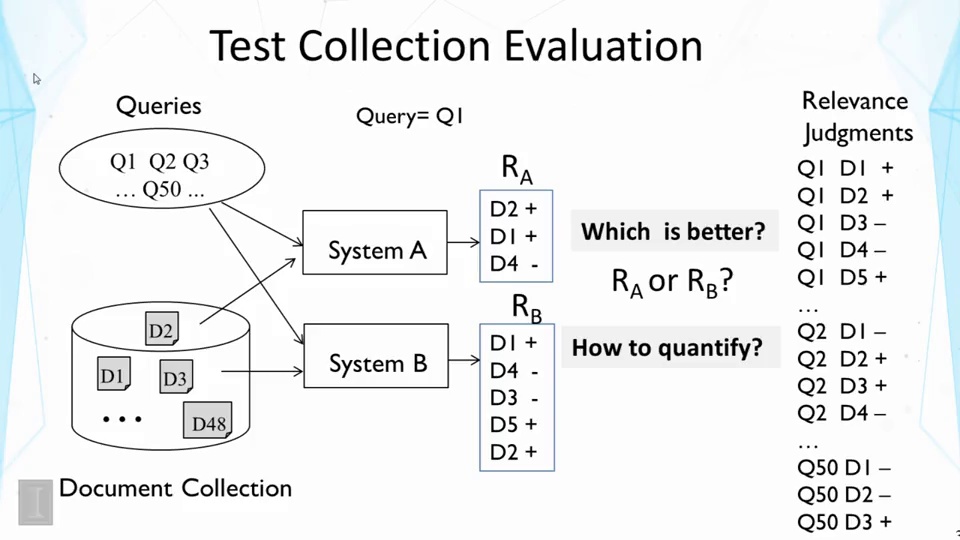 Test Collection Evaluation
Queries
Q1 Q2 Q3
... Q50 ...
Query= Q1
System A
System B
R_A
D2 +
D1 +
D4 -
R_B
D1 +
D4 -
D3 -
D5 +
D2 +
Which is better?
R_A or R_B?
How to quantify?
D2
D1
D3
...
D48
Document Collection
Relevance
Judgments
Q1 D1 +
Q1 D2 +
Q1 D3 –
Q1 D4 –
Q1 D5 +
...
Q2 D1 –
Q2 D2 +
Q2 D3 +
Q2 D4 –
...
Q50 D1 –
Q50 D2 –
Q50 D3 +